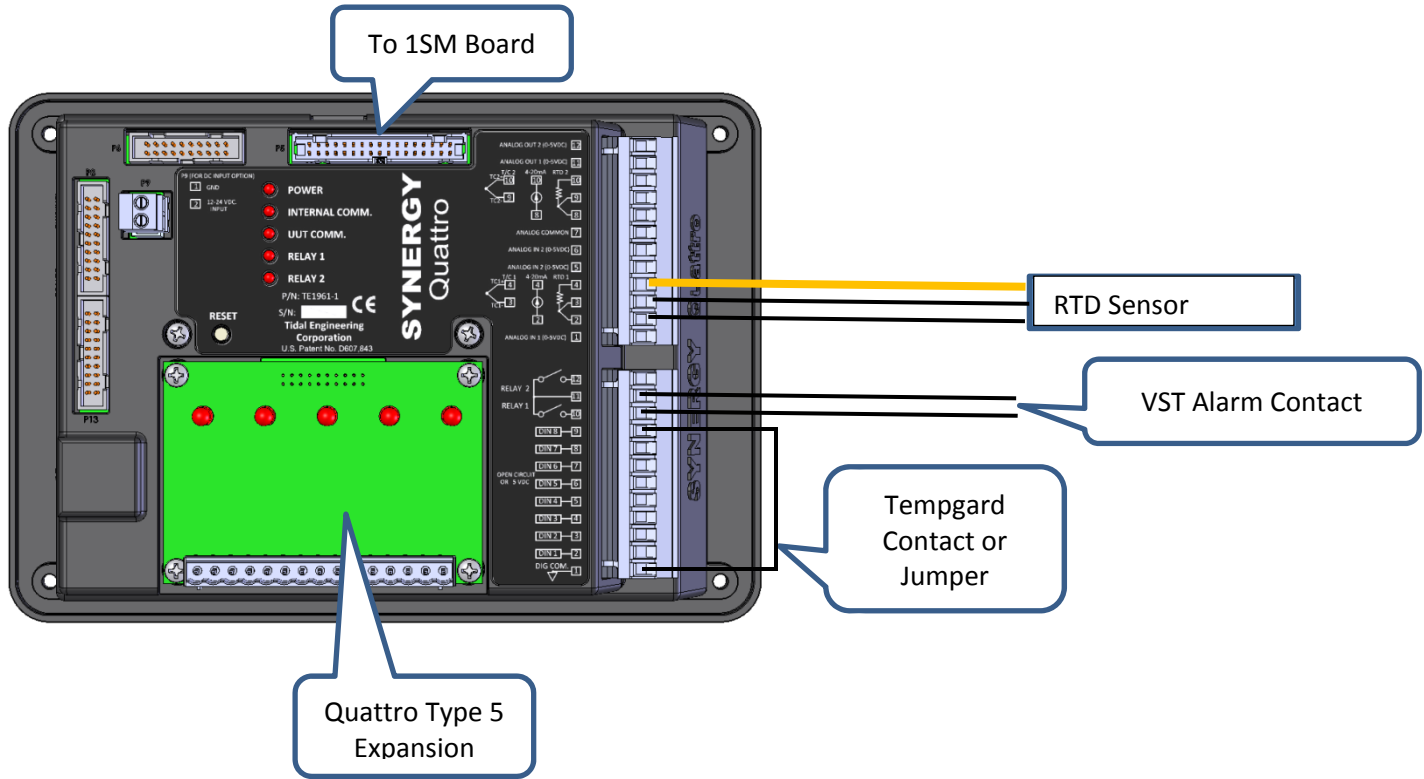 To 1SM Board
P6
P5
P8
P9 (FOR DC INPUT OPTION)
1 GND
2 12-24 VDC.
INPUT
P9
POWER
INTERNAL COMM.
UUT COMM.
RELAY 1
RELAY 2
P/N: TE1961-1
S/N:
CE
Tidal Engineering
Corporation
U.S. Patent No. D607,843
RESET
SYNERGY
Quattro
P13
ANALOG OUT 2 (0-5VDC) 12
ANALOG OUT 1 (0-5VDC) 11
T/C 2 4-20mA RTD 2
TC2+ 10 10 10
TC2- 9 9
8 8
ANALOG COMMON 7
ANALOG IN 2 (0-5VDC) 6
ANALOG IN 2 (0-5VDC) 5
T/C 1 4-20mA RTD 1
TC1+ 4 4 4
TC1- 3 3
2 2
ANALOG IN 1 (0-5VDC) 1
RELAY 2 12
11
RELAY 1 10
DIN 8 9
DIN 7 8
DIN 6 7
OPEN CIRCUIT
OR 5 VDC
DIN 5 6
DIN 4 5
DIN 3 4
DIN 2 3
DIN 1 2
DIG COM. 1
SYNERGY Quattro
RTD Sensor
VST Alarm Contact
Tempgard
Contact or
Jumper
Quattro Type 5
Expansion